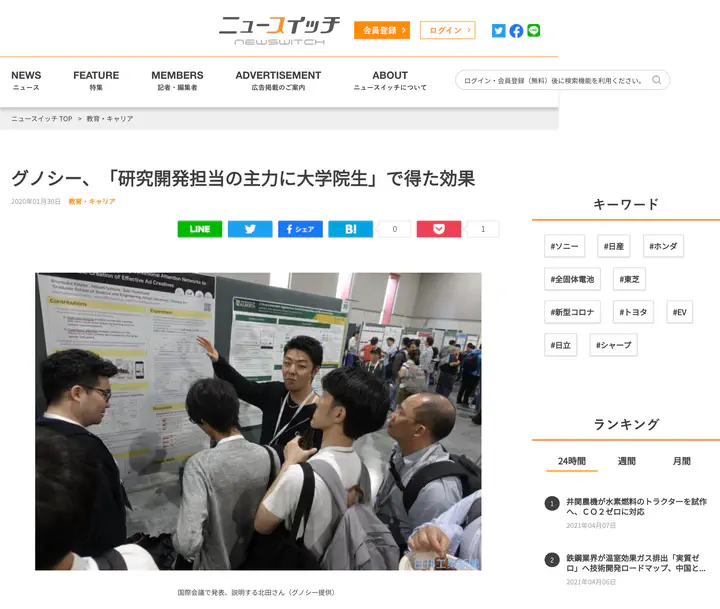 ニュースイッチ
NEWSWITCH
会員登録
ログイン
NEWS
ニュース
FEATURE
特集
MEMBERS
記者・編集者
ADVERTISEMENT
広告掲載のご案内
ABOUT
ニュースイッチについて
ログイン・会員登録（無料）後に検索機能を利用ください。
ニュースイッチ TOP > 教育・キャリア
グノシー、「研究開発担当の主力に大学院生」で得た効果
2020年01月30日 教育・キャリア
LINE
シェア
B!
0
1
Contributions
国際会議で発表、説明する北田さん（グノシー提供）
キーワード
#ソニー
#日産
#ホンダ
#全固体電池
#東芝
#新型コロナ
#トヨタ
#EV
#日立
#シャープ
ランキング
24時間
週間
月間
1
井関農機が水素燃料のトラクターを試作
へ、ＣＯ２ゼロに対応
2021年04月07日
2
鉄鋼業界が温室効果ガス排出「実質ゼ
ロ」へ技術開発ロードマップ、中国と...
2021年04月06日